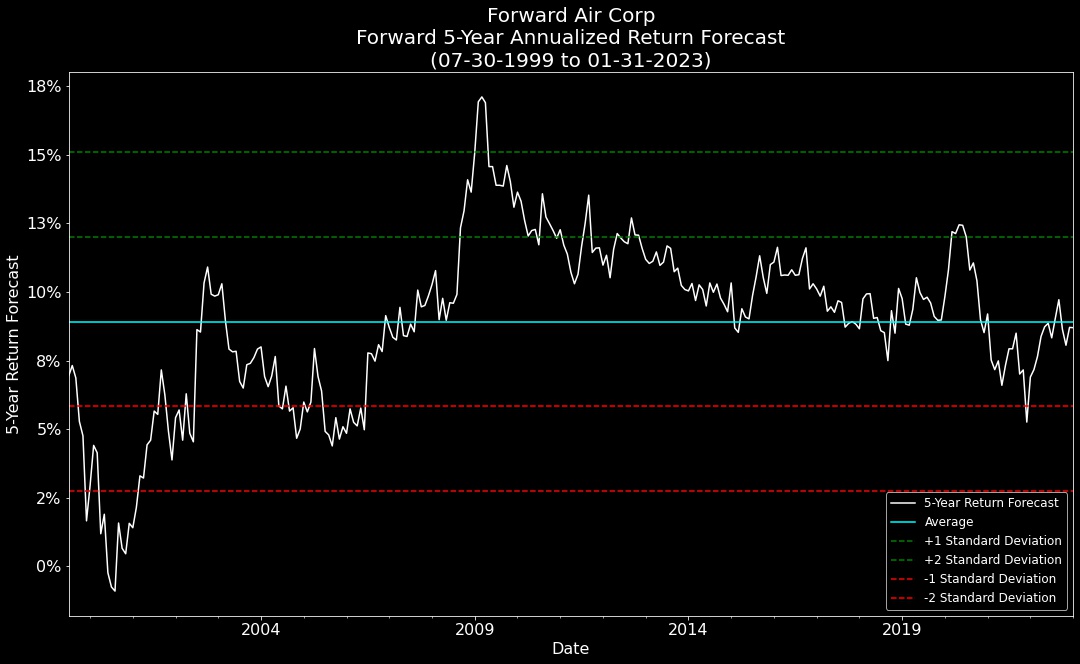 Forward Air Corp
Forward 5-Year Annualized Return Forecast
(07-30-1999 to 01-31-2023)
18%
15%
13%
10%
8%
5%
2%
0%
5-Year Return Forecast
2004
2009
2014
2019
Date
5-Year Return Forecast
Average
+1 Standard Deviation
+2 Standard Deviation
-1 Standard Deviation
-2 Standard Deviation